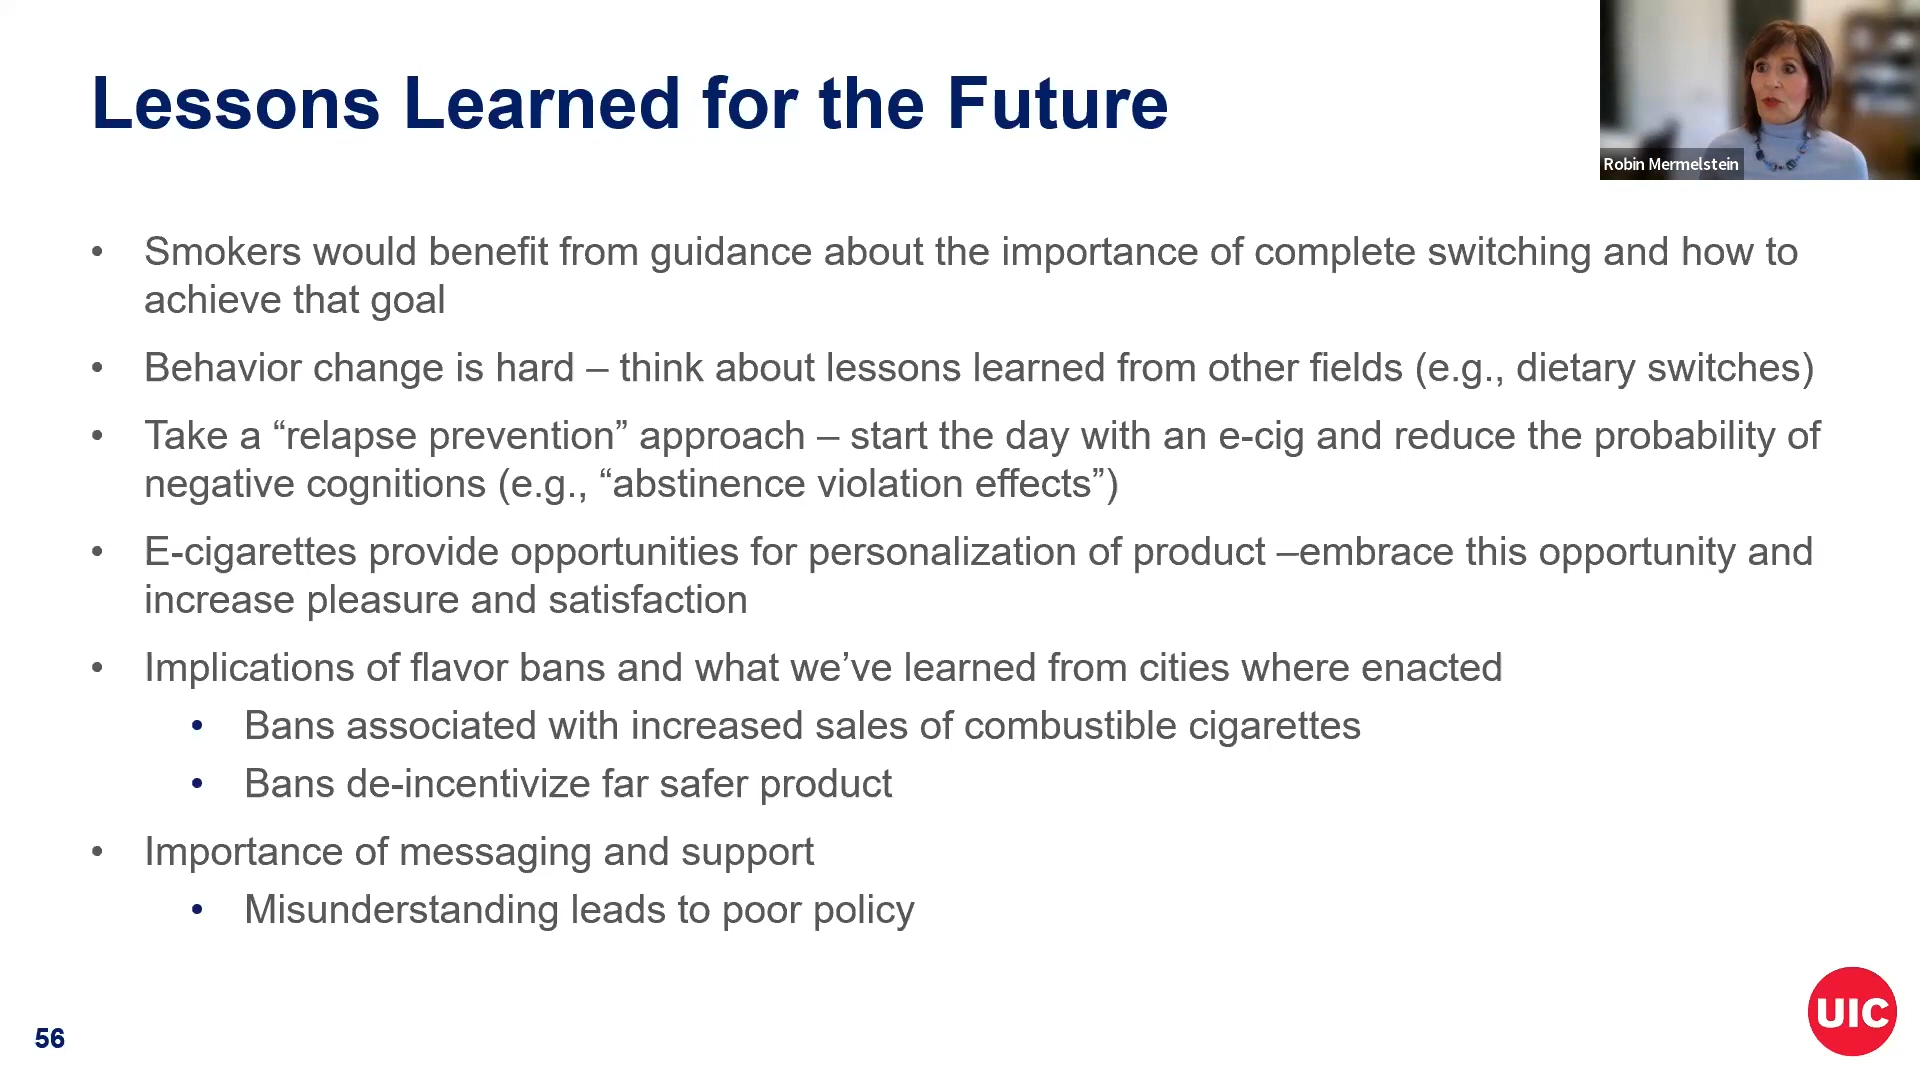 Lessons Learned for the Future
Robin Mermelstein
• Smokers would benefit from guidance about the importance of complete switching and how to
achieve that goal
• Behavior change is hard – think about lessons learned from other fields (e.g., dietary switches)
• Take a “relapse prevention” approach – start the day with an e-cig and reduce the probability of
negative cognitions (e.g., “abstinence violation effects”)
• E-cigarettes provide opportunities for personalization of product –embrace this opportunity and
increase pleasure and satisfaction
• Implications of flavor bans and what we’ve learned from cities where enacted
• Bans associated with increased sales of combustible cigarettes
• Bans de-incentivize far safer product
• Importance of messaging and support
• Misunderstanding leads to poor policy
UIC
56